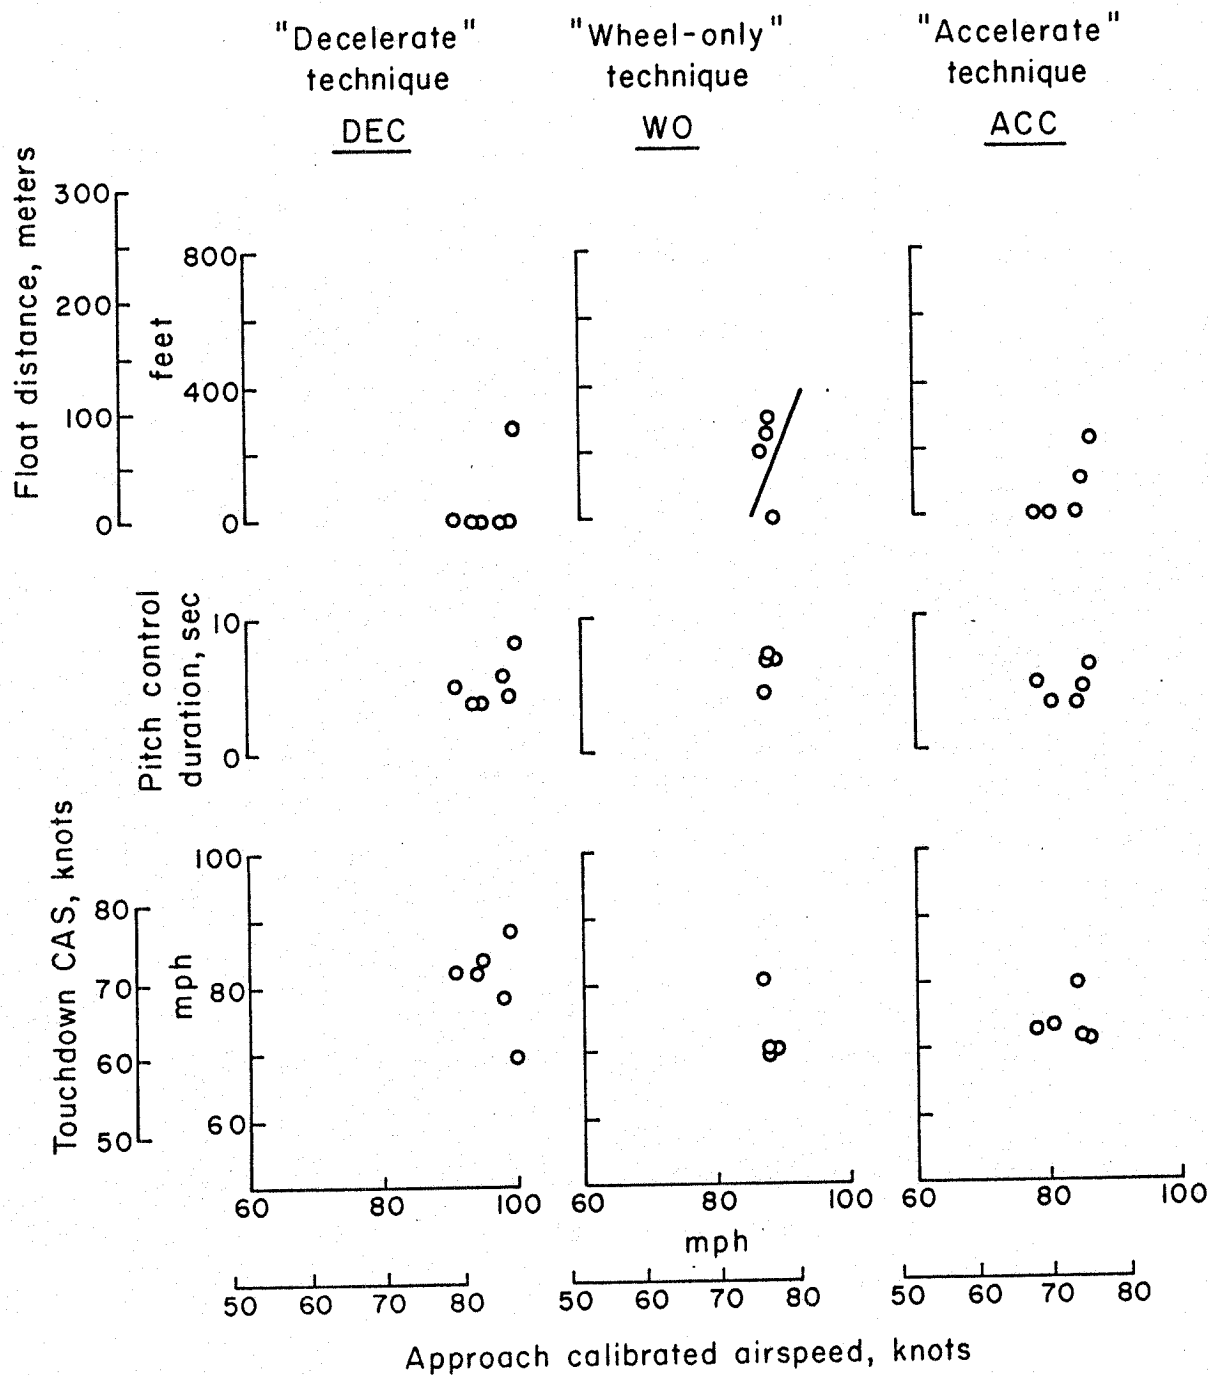 "Decelerate" "Wheel-only" "Accelerate"
technique technique technique
DEC WO ACC
Float distance, meters
300
200
100
0
feet
800
400
0
Pitch control
duration, sec
10
0
Touchdown CAS, knots
80
70
60
50
mph
100
80
60
60 80 100 60 80 100 60 80 100
mph
50 60 70 80 50 60 70 80 50 60 70 80
Approach calibrated airspeed, knots